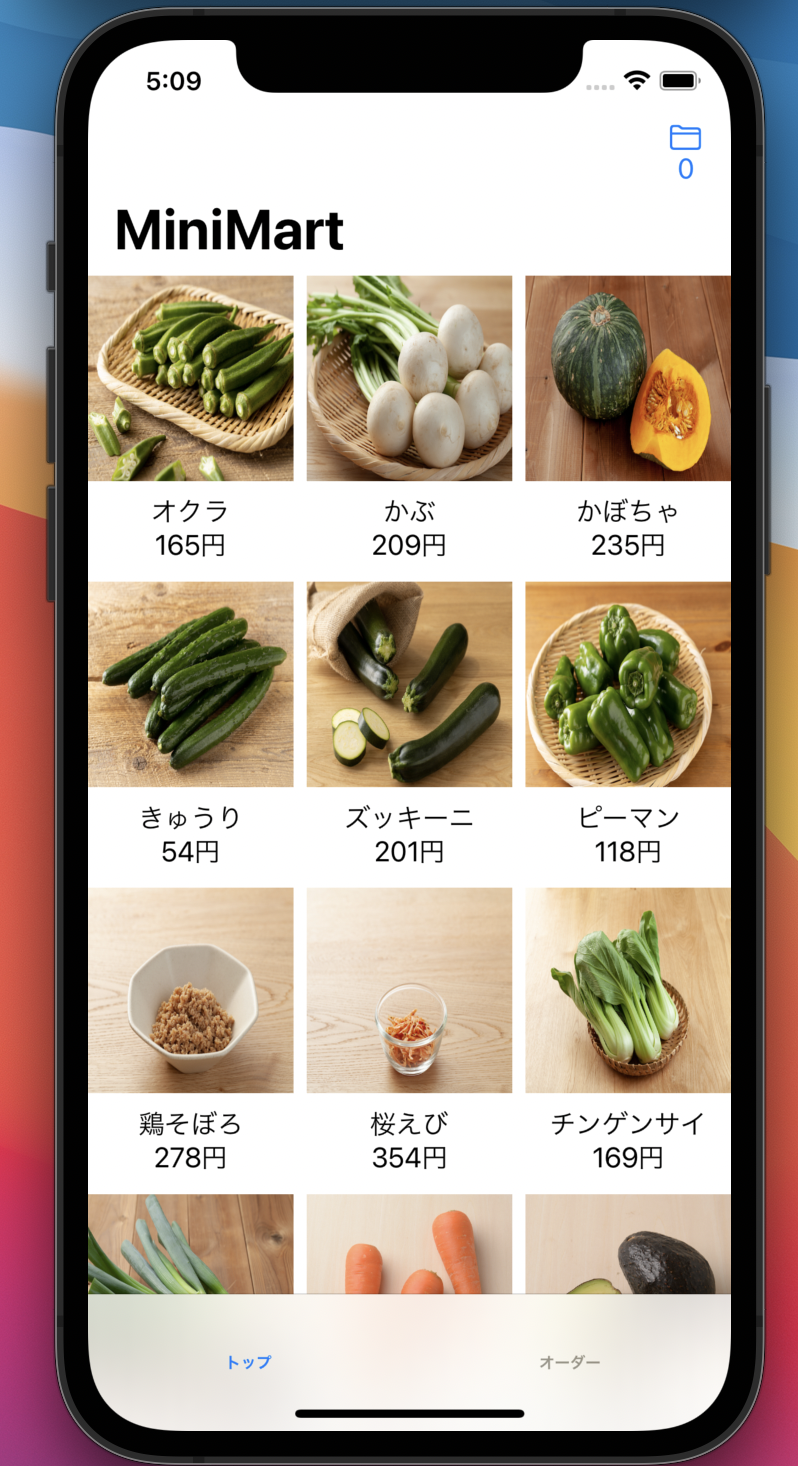 5:09
0
MiniMart
オクラ
165円
かぶ
209円
かぼちゃ
235円
きゅうり
54円
ズッキーニ
201円
ピーマン
118円
鶏そぼろ
278円
桜えび
354円
チンゲンサイ
169円
トップ
オーダー